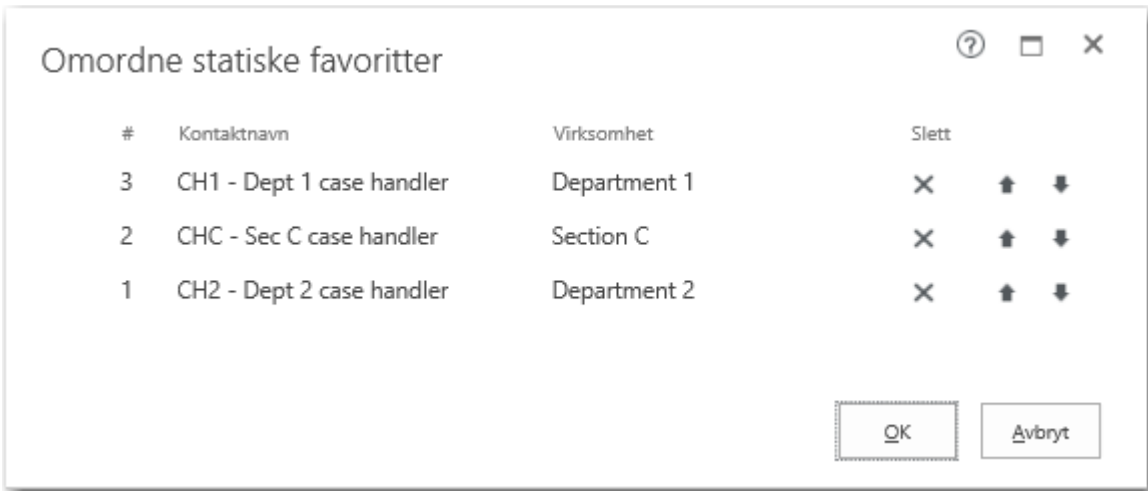 Omordne statiske favoritter
# Kontaktnavn Virksomhet Slett
3 CH1 - Dept 1 case handler Department 1
2 CHC - Sec C case handler Section C
1 CH2 - Dept 2 case handler Department 2
OK Avbryt